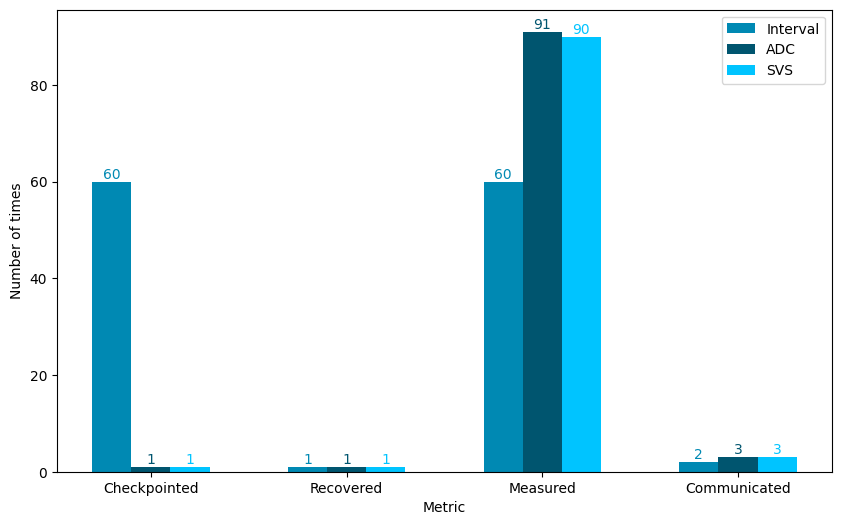 Interval
ADC
SVS
Number of times
80
60
40
20
0
60
1
1
1
1
1
60
91
90
2
3
3
Checkpointed
Recovered
Measured
Communicated
Metric